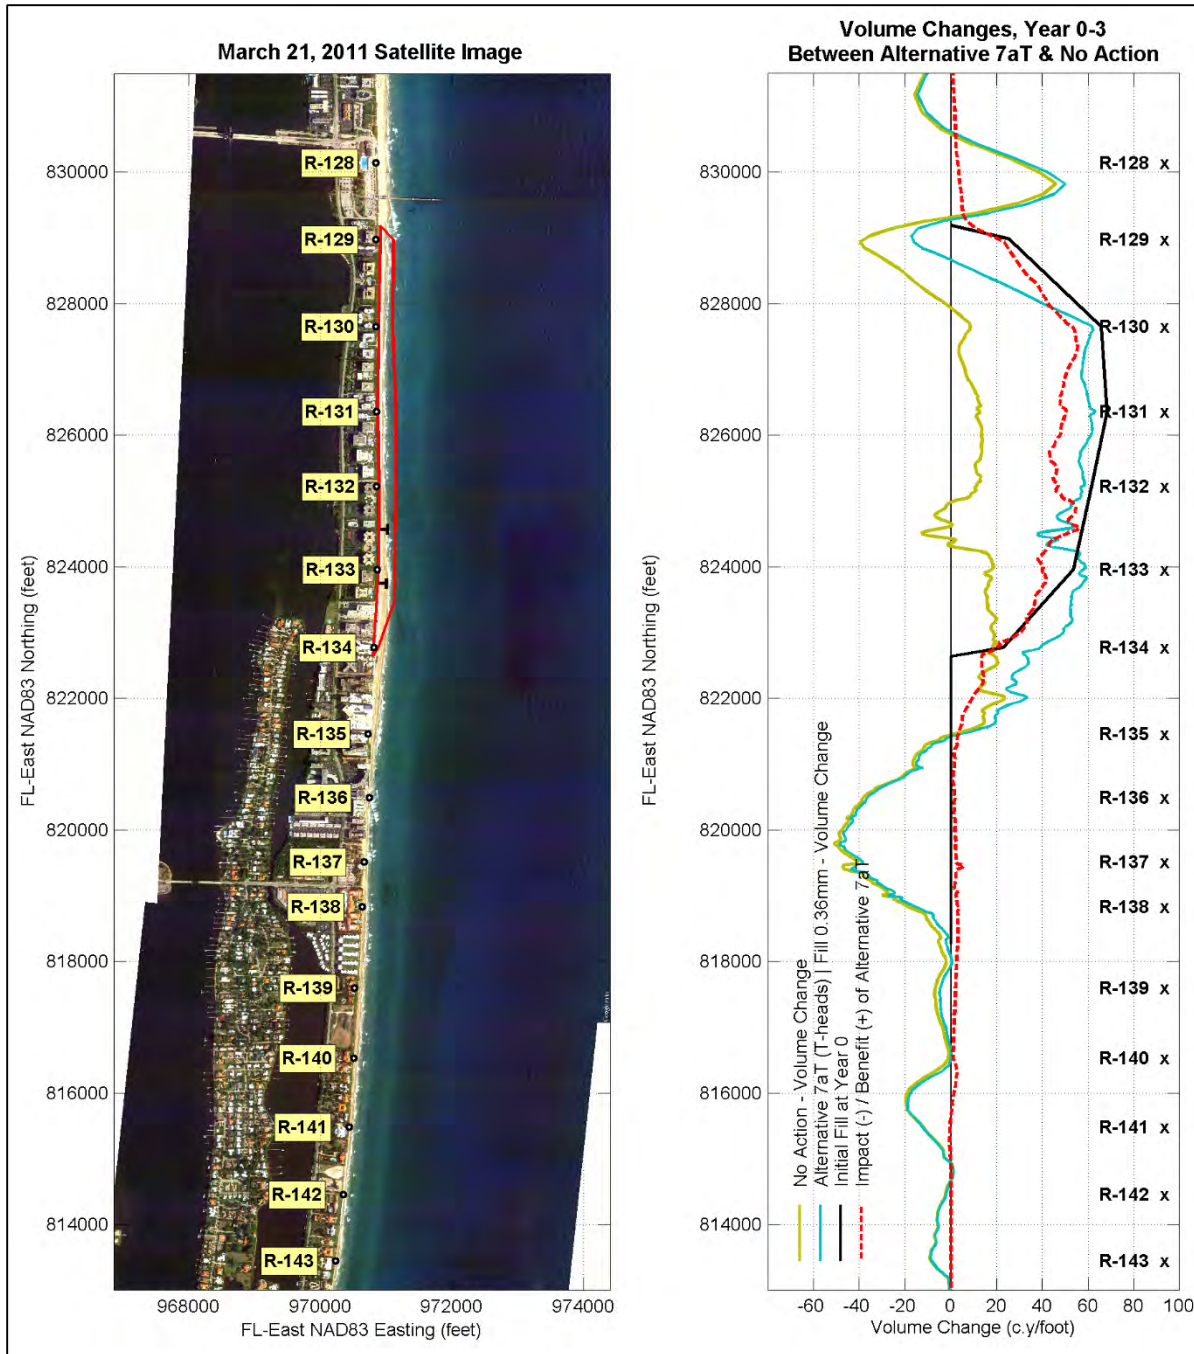 March 21, 2011 Satellite Image
830000
828000
826000
824000
822000
820000
818000
816000
814000
FL-East NAD83 Northing (feet)
R-128
R-129
R-130
R-131
R-132
R-133
R-134
R-135
R-136
R-137
R-138
R-139
R-140
R-141
R-142
R-143
968000 970000 972000 974000
FL-East NAD83 Easting (feet)
Volume Changes, Year 0-3
Between Alternative 7aT & No Action
830000
828000
826000
824000
822000
820000
818000
816000
814000
FL-East NAD83 Northing (feet)
R-128 x
R-129 x
R-130 x
R-131 x
R-132 x
R-133 x
R-134 x
R-135 x
R-136 x
R-137 x
R-138 x
R-139 x
R-140 x
R-141 x
R-142 x
R-143 x
No Action - Volume Change
Alternative 7aT (T-heads) | Fill 0.36mm - Volume Change
Initial Fill at Year 0
Impact (-) / Benefit (+) of Alternative 7aT
-60 -40 -20 0 20 40 60 80 100
Volume Change (c.y/foot)